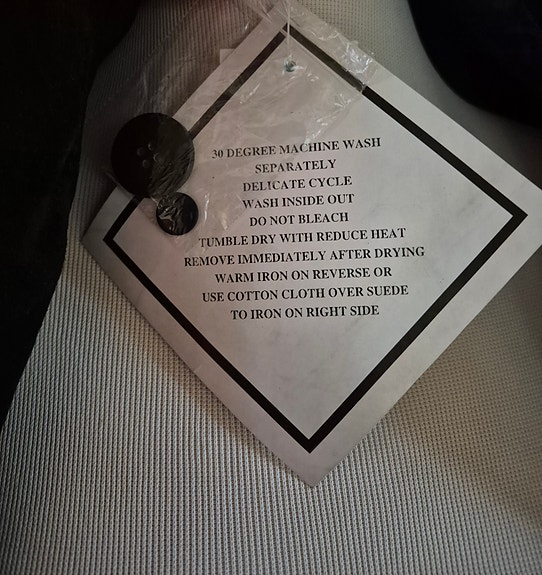 30 DEGREE MACHINE WASH
SEPARATELY
DELICATE CYCLE
WASH INSIDE OUT
DO NOT BLEACH
TUMBLE DRY WITH REDUCE HEAT
REMOVE IMMEDIATELY AFTER DRYING
WARM IRON ON REVERSE OR
USE COTTON CLOTH OVER SUEDE
TO IRON ON RIGHT SIDE